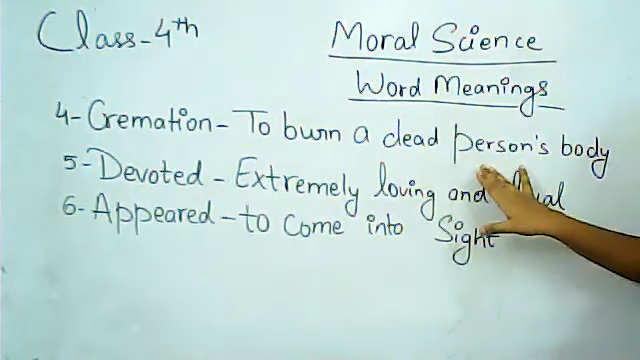 Class-4th
Moral Science
Word Meanings
4- Cremation - To burn a dead person's body
5- Devoted - Extremely loving and
6- Appeared - to come into Sight